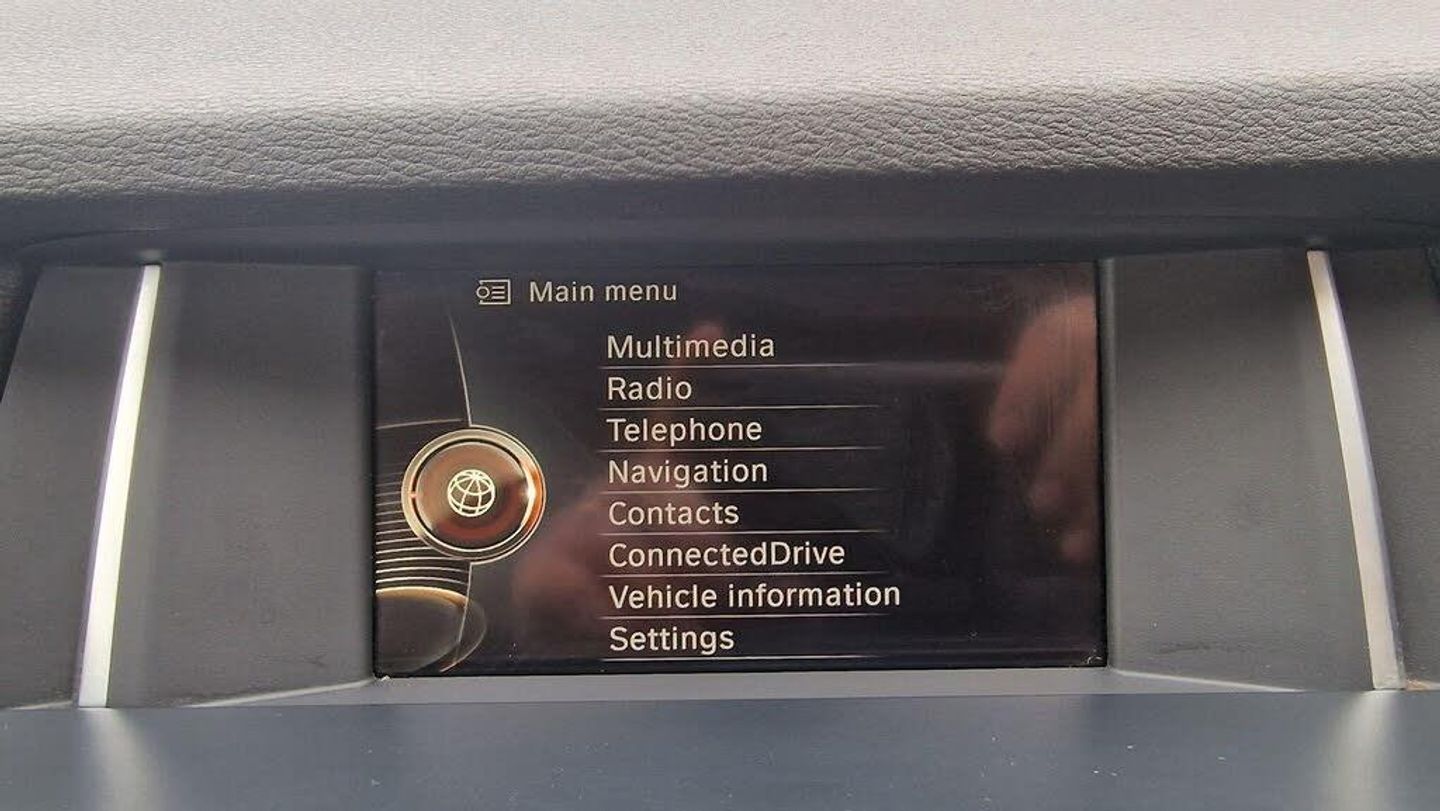 Main menu
Multimedia
Radio
Telephone
Navigation
Contacts
ConnectedDrive
Vehicle information
Settings